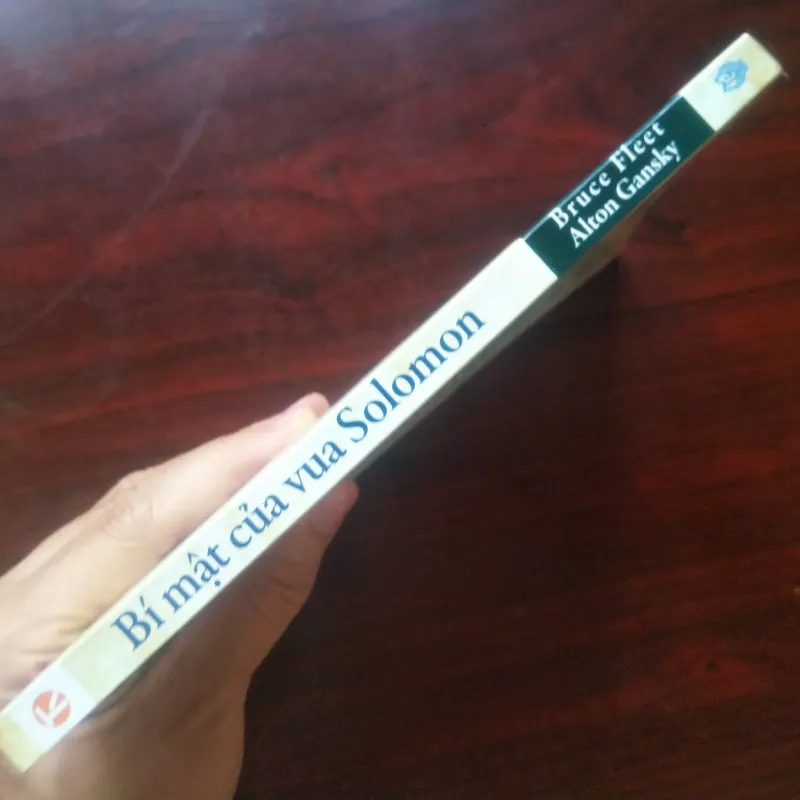 Bí mật của vua Solomon
Bruce Fleet
Alton Gansky